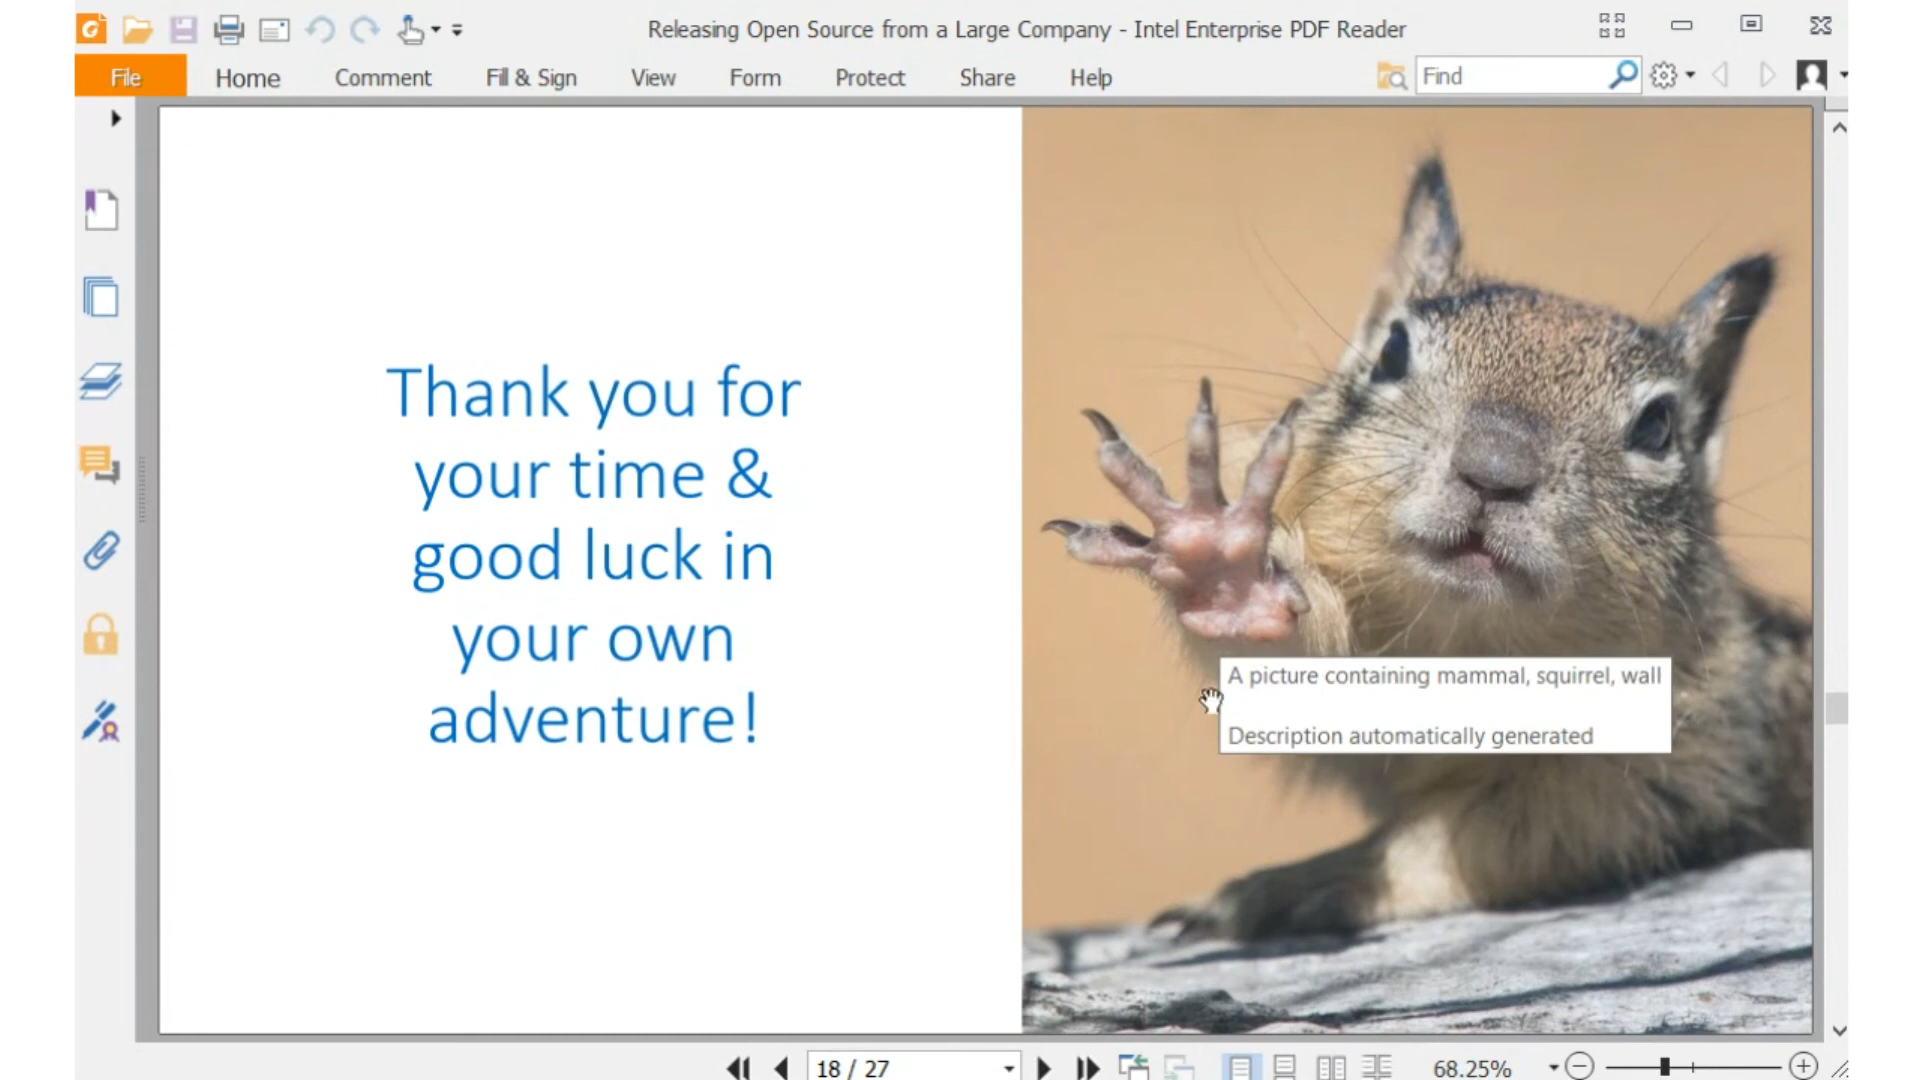 Releasing Open Source from a Large Company - Intel Enterprise PDF Reader
File Home Comment Fill & Sign View Form Protect Share Help Find
Thank you for
your time &
good luck in
your own
adventure!
A picture containing mammal, squirrel, wall
Description automatically generated
18 / 27 68.25%